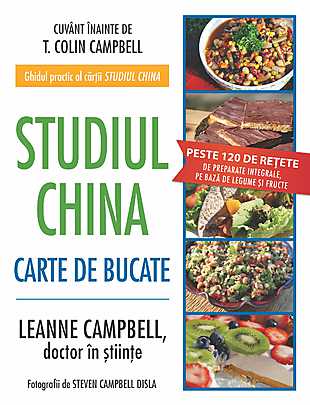 CUVÂNT ÎNAINTE DE
T. COLIN CAMPBELL
Ghidul practic al cărții STUDIUL CHINA
STUDIUL
CHINA
CARTE DE BUCATE
PESTE 120 DE REȚETE
DE PREPARATE INTEGRALE,
PE BAZĂ DE LEGUME ȘI FRUCTE
LEANNE CAMPBELL,
doctor în științe
Fotografii de STEVEN CAMPBELL DISLA